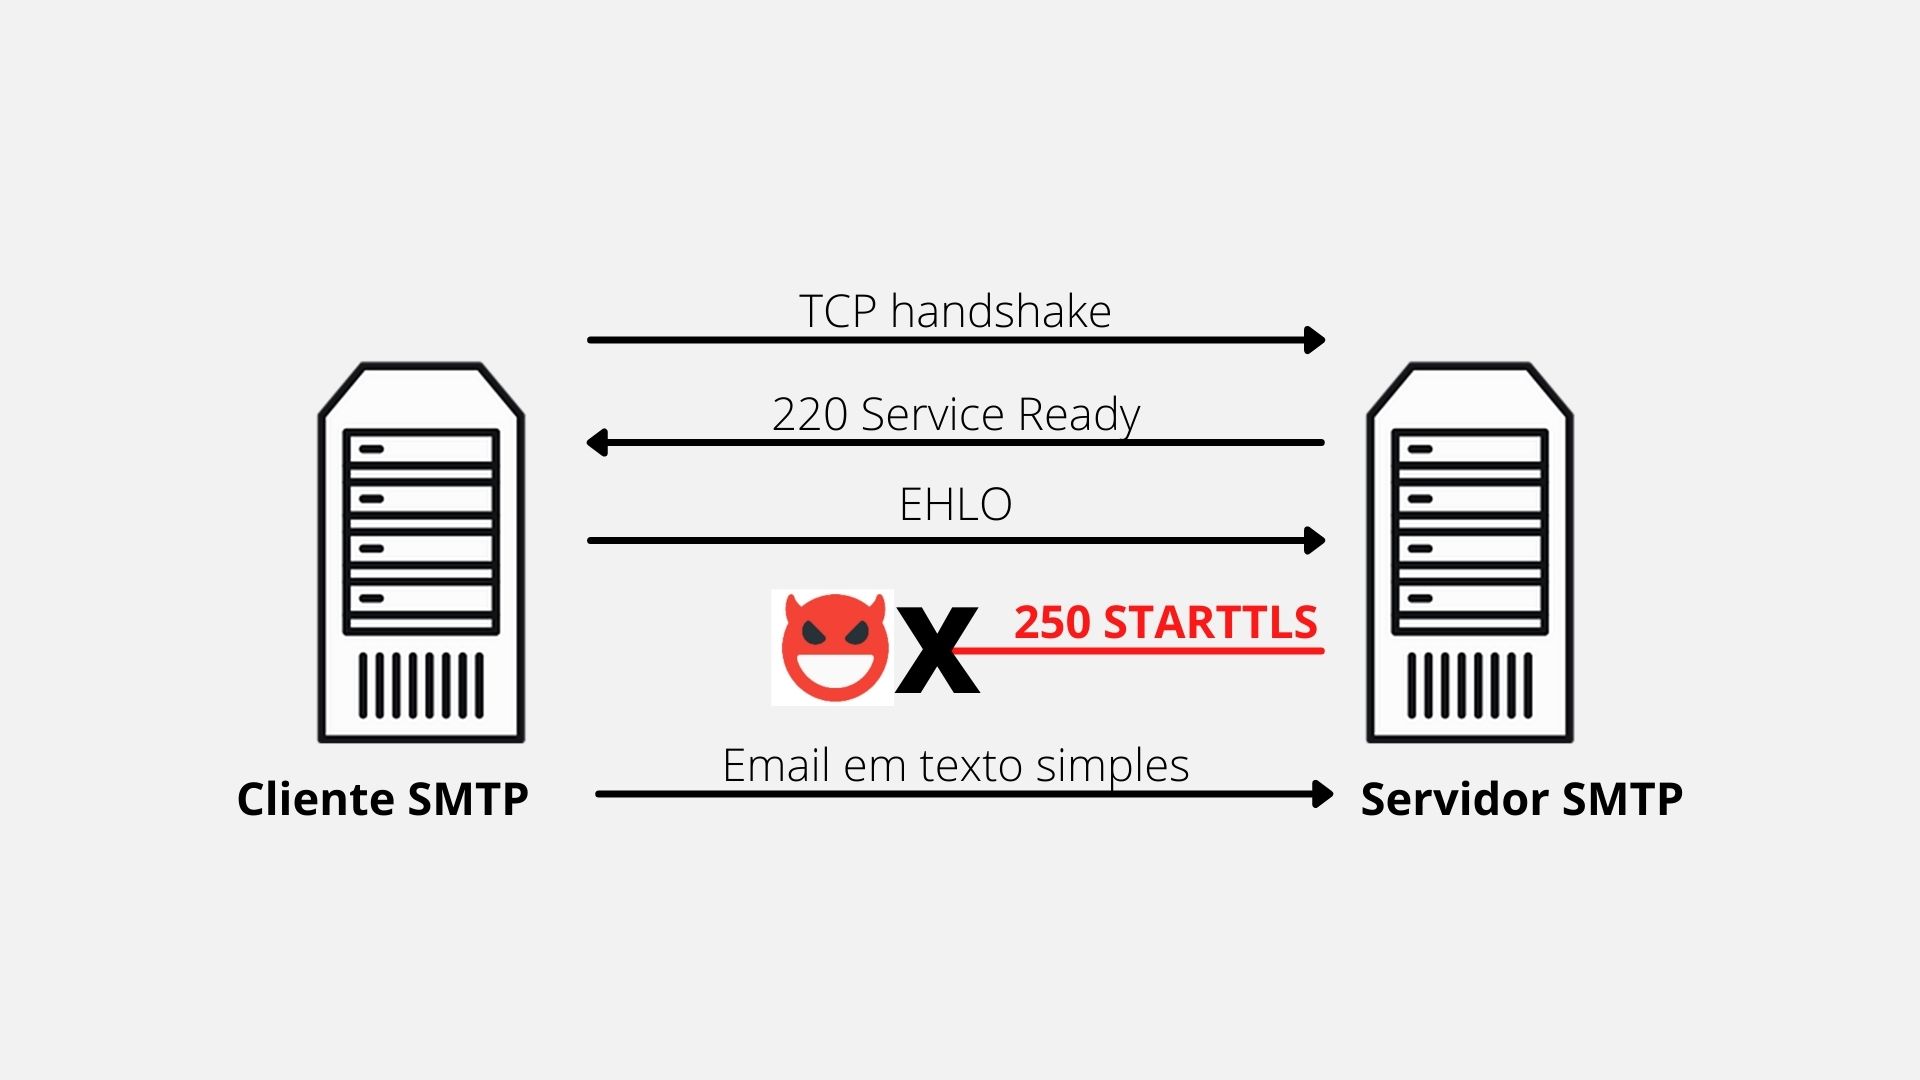 TCP handshake
220 Service Ready
EHLO
250 STARTTLS
Email em texto simples
Cliente SMTP
Servidor SMTP